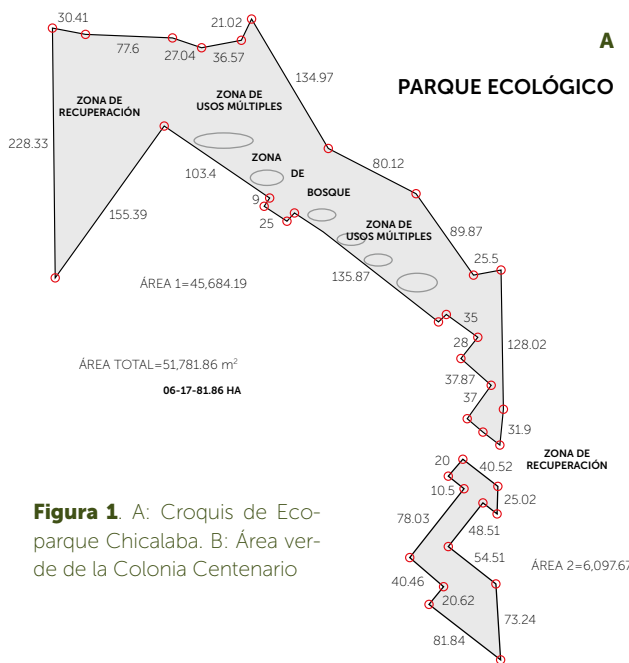 30.41
77.6
27.04
36.57
21.02
134.97
A
PARQUE ECOLÓGICO
ZONA DE
RECUPERACIÓN
ZONA DE
USOS MÚLTIPLES
228.33
103.4
ZONA
DE
BOSQUE
80.12
155.39
9
25
ZONA DE
USOS MÚLTIPLES
89.87
25.5
135.87
ÁREA 1=45,684.19
35
28
128.02
ÁREA TOTAL=51,781.86 m²
06-17-81.86 HA
37.87
37
31.9
ZONA DE
RECUPERACIÓN
20
40.52
10.5
25.02
78.03
48.51
54.51
ÁREA 2=6,097.67
40.46
20.62
73.24
81.84
Figura 1. A: Croquis de Eco-
parque Chicalaba. B: Área ver-
de de la Colonia Centenario